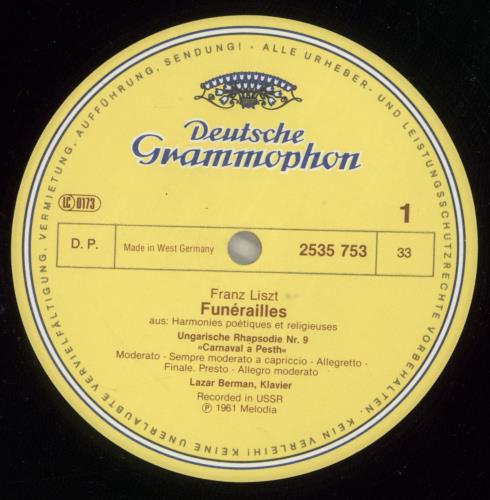 ALLE URHEBER- UND LEISTUNGSSCHUTZRECHTE VORBEHALTEN · KEIN VERLEIH! KEINE UNERLAUBTE VERVIELFÄLTIGUNG, VERMIETUNG, AUFFÜHRUNG, SENDUNG! ·
Deutsche
Grammophon
LC 0173
1
D. P. Made in West Germany 2535 753 33
Franz Liszt
Funérailles
aus: Harmonies poétiques et religieuses
Ungarische Rhapsodie Nr. 9
»Carnaval a Pesth«
Moderato - Sempre moderato a capriccio - Allegretto -
Finale. Presto - Allegro moderato
Lazar Berman, Klavier
Recorded in USSR
℗ 1961 Melodia